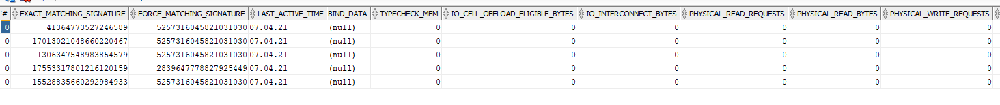 # EXACT_MATCHING_SIGNATURE FORCE_MATCHING_SIGNATURE LAST_ACTIVE_TIME BIND_DATA TYPECHECK_MEM IO_CELL_OFFLOAD_ELIGIBLE_BYTES IO_INTERCONNECT_BYTES PHYSICAL_READ_REQUESTS PHYSICAL_READ_BYTES PHYSICAL_WRITE_REQUESTS
0 41364773527246589 5257316045821031030 07.04.21 (null) 0 0 0 0 0 0
0 17013021048660220467 5257316045821031030 07.04.21 (null) 0 0 0 0 0 0
0 1306347548983854579 5257316045821031030 07.04.21 (null) 0 0 0 0 0 0
0 17553317801216120159 2839647778827925449 07.04.21 (null) 0 0 0 0 0 0
0 15528835660292984933 5257316045821031030 07.04.21 (null) 0 0 0 0 0 0